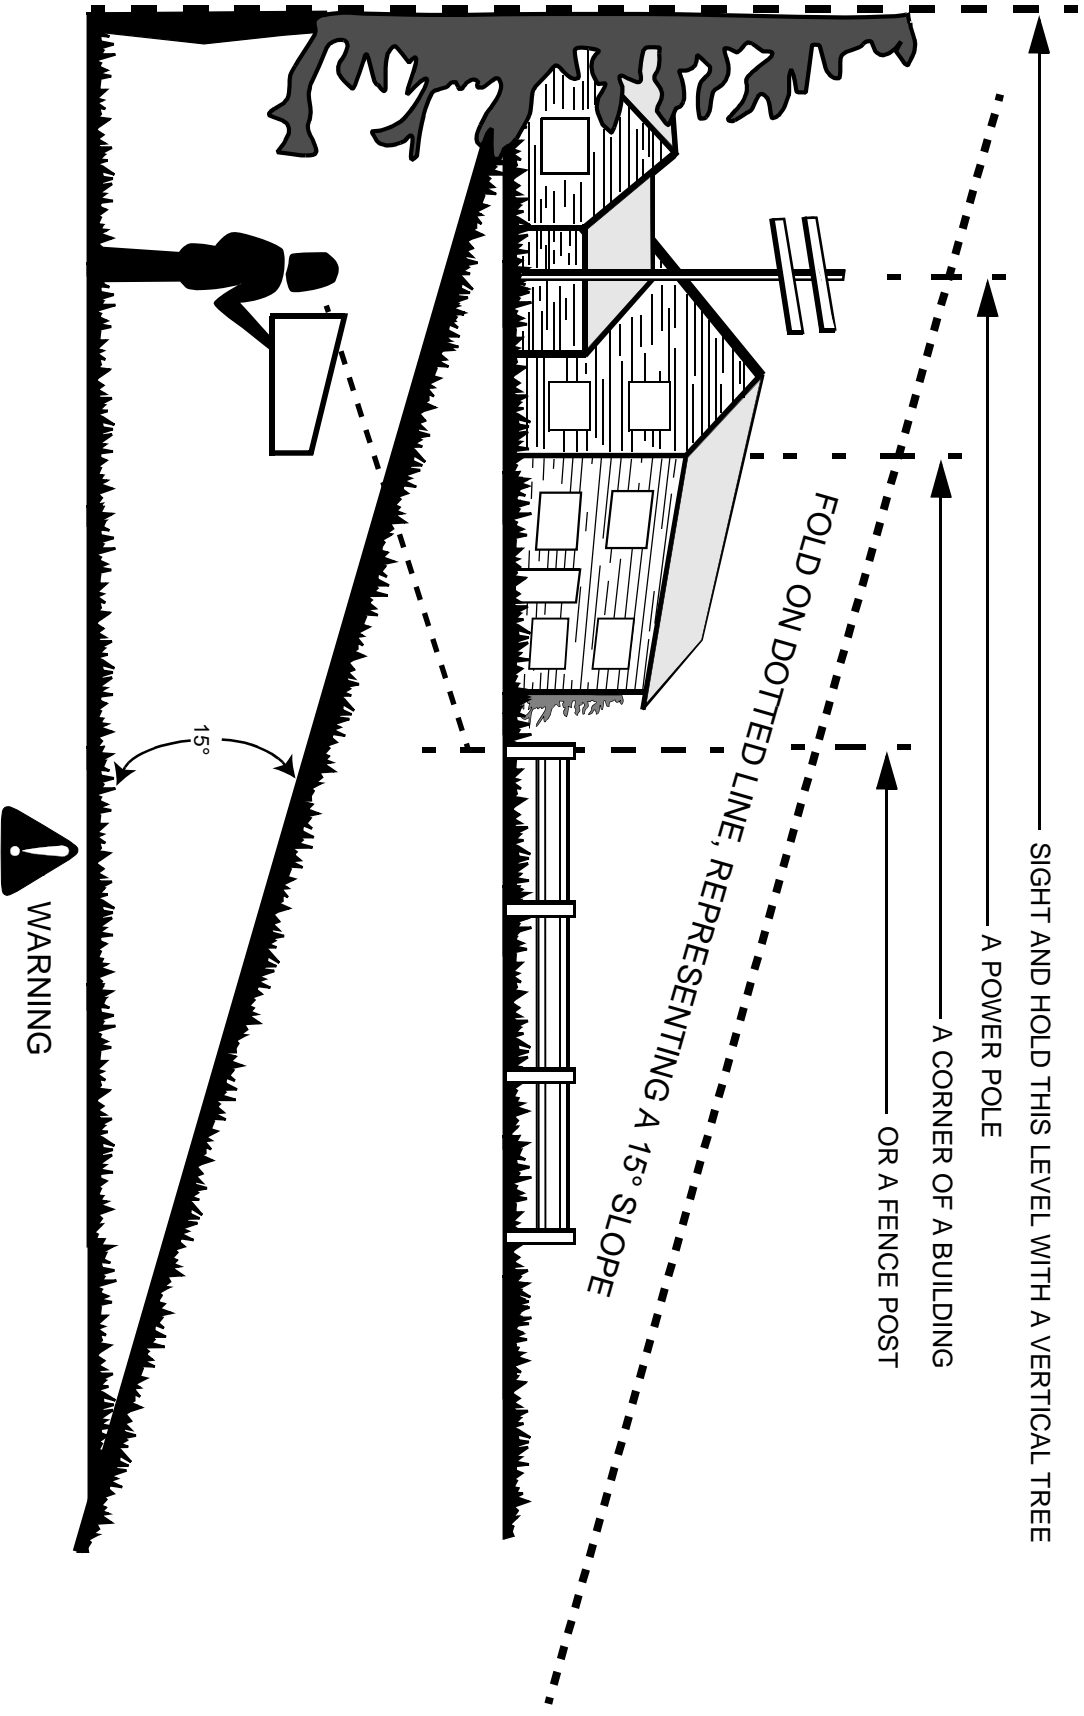 SIGHT AND HOLD THIS LEVEL WITH A VERTICAL TREE
A POWER POLE
A CORNER OF A BUILDING
OR A FENCE POST
FOLD ON DOTTED LINE, REPRESENTING A 15° SLOPE
15°
WARNING